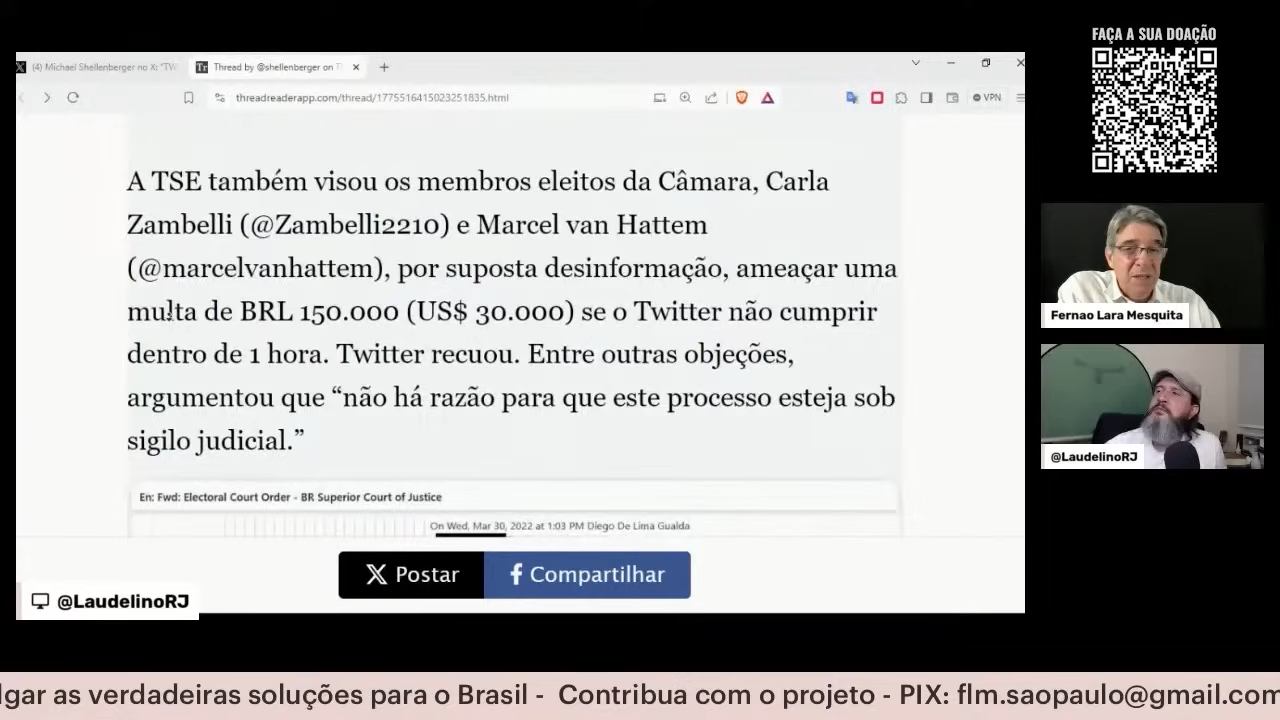 FAÇA A SUA DOAÇÃO
(4) Michael Shellenberger no X: "TW
Thread by @shellenberger on T
threadreaderapp.com/thread/1775516415023251835.html
VPN
A TSE também visou os membros eleitos da Câmara, Carla
Zambelli (@Zambelli2210) e Marcel van Hattem
(@marcelvanhattem), por suposta desinformação, ameaçar uma
multa de BRL 150.000 (US$ 30.000) se o Twitter não cumprir
dentro de 1 hora. Twitter recuou. Entre outras objeções,
argumentou que “não há razão para que este processo esteja sob
sigilo judicial.”
En: Fwd: Electoral Court Order - BR Superior Court of Justice
On Wed, Mar 30, 2022 at 1:03 PM Diego De Lima Gualda
Postar
Compartilhar
@LaudelinoRJ
Fernao Lara Mesquita
@LaudelinoRJ
lgar as verdadeiras soluções para o Brasil - Contribua com o projeto - PIX: flm.saopaulo@gmail.com